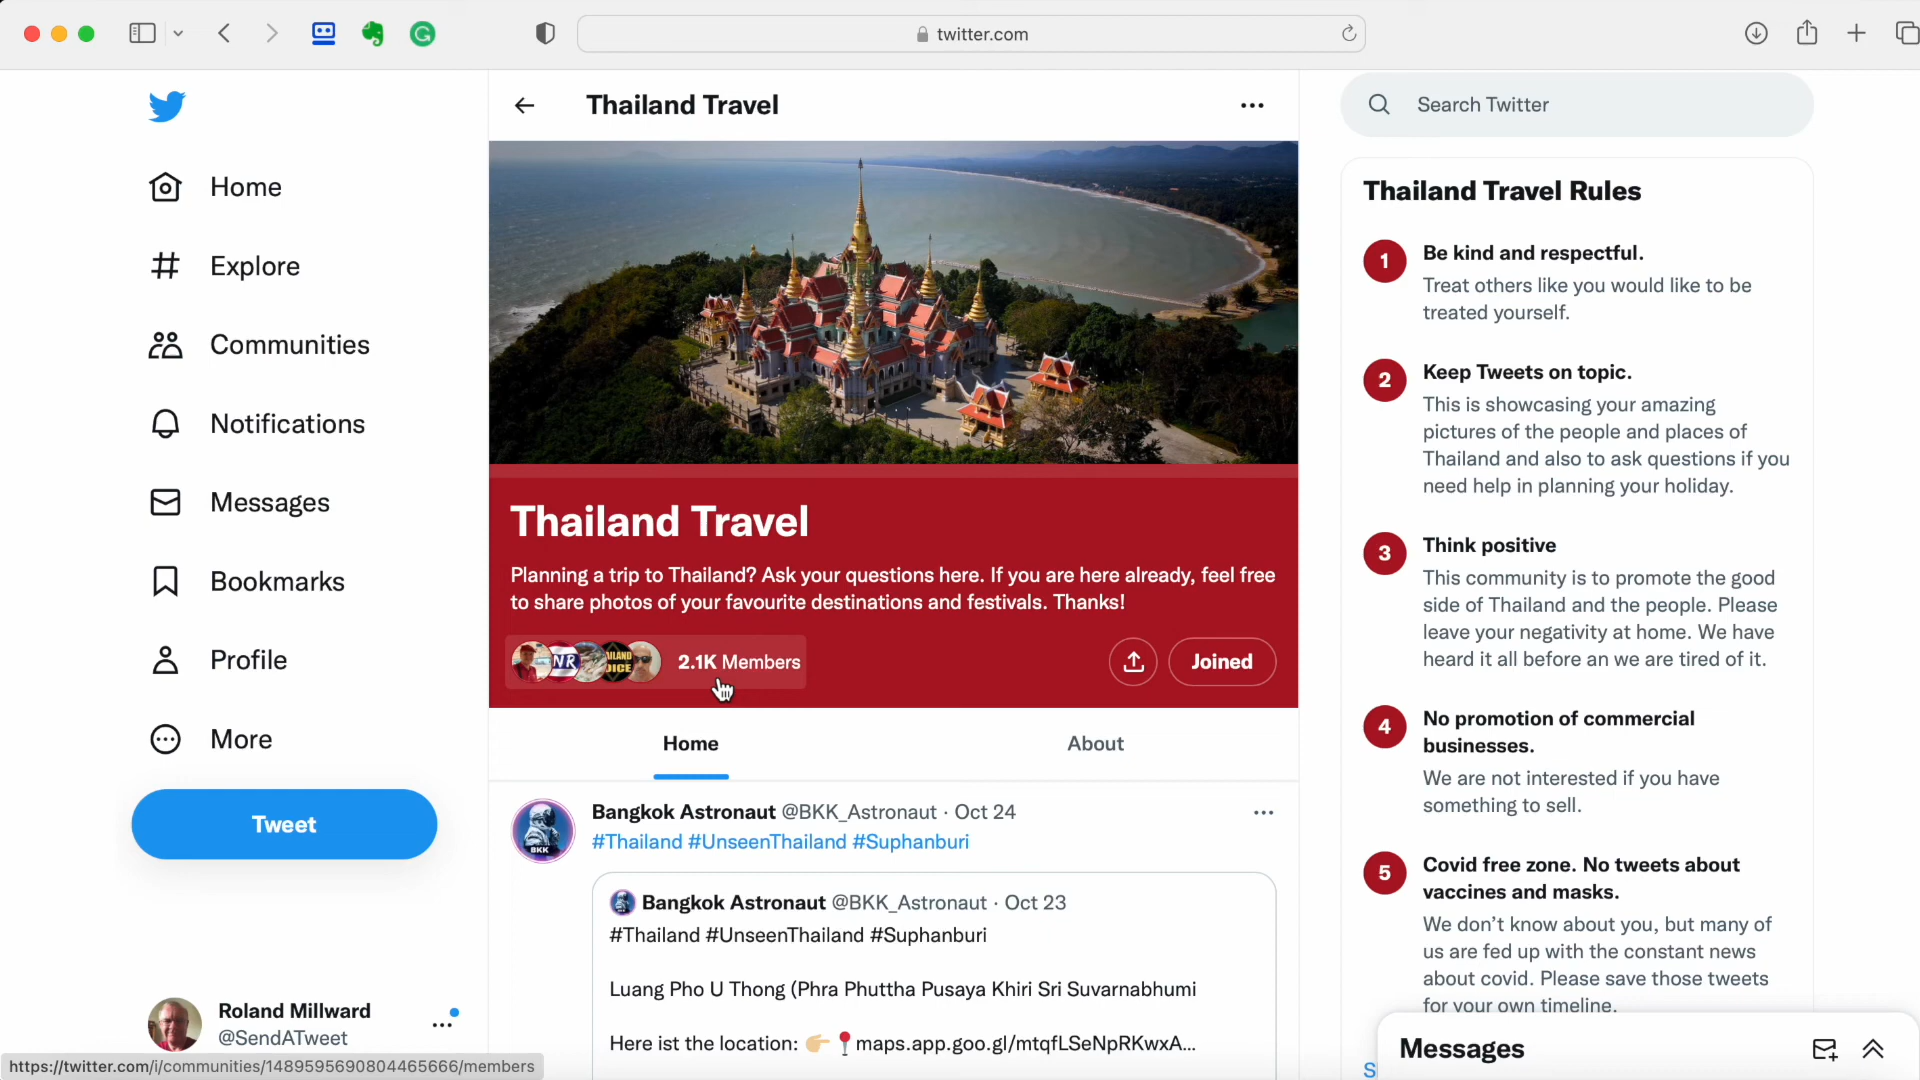 twitter.com
Home
Explore
Communities
Notifications
Messages
Bookmarks
Profile
More
Tweet
Roland Millward
@SendATweet
https://twitter.com/i/communities/1489595690804465666/members
Thailand Travel
Thailand Travel
Planning a trip to Thailand? Ask your questions here. If you are here already, feel free
to share photos of your favourite destinations and festivals. Thanks!
NR
2.1K Members
Joined
Home
About
BKK
Bangkok Astronaut @BKK_Astronaut · Oct 24
#Thailand #UnseenThailand #Suphanburi
Bangkok Astronaut @BKK_Astronaut · Oct 23
#Thailand #UnseenThailand #Suphanburi
Luang Pho U Thong (Phra Phuttha Pusaya Khiri Sri Suvarnabhumi
Here ist the location: 👉 📍maps.app.goo.gl/mtqfLSeNpRKwxA...
Search Twitter
Thailand Travel Rules
1
Be kind and respectful.
Treat others like you would like to be
treated yourself.
2
Keep Tweets on topic.
This is showcasing your amazing
pictures of the people and places of
Thailand and also to ask questions if you
need help in planning your holiday.
3
Think positive
This community is to promote the good
side of Thailand and the people. Please
leave your negativity at home. We have
heard it all before an we are tired of it.
4
No promotion of commercial
businesses.
We are not interested if you have
something to sell.
5
Covid free zone. No tweets about
vaccines and masks.
We don't know about you, but many of
us are fed up with the constant news
about covid. Please save those tweets
for your own timeline.
Messages